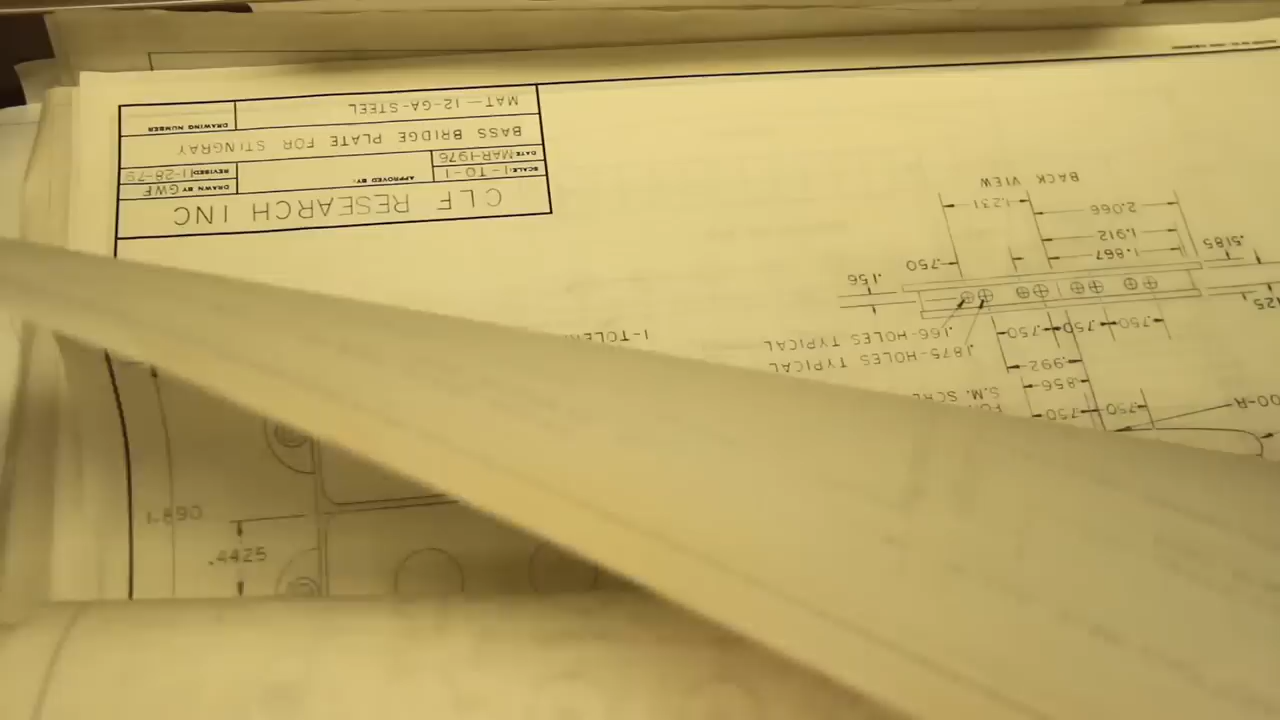 CLF RESEARCH INC
SCALE: 1-TO-1
APPROVED BY:
DRAWN BY GWF
DATE MAR-1976
REVISED 11-28-79
BASS BRIDGE PLATE FOR STINGRAY
MAT-12-GA-STEEL
DRAWING NUMBER
.750
.750
.856
S.M.
.992
.1875-HOLES TYPICAL
.166-HOLES TYPICAL
.750
.750
.750
.156
.750
.5185
1.867
1.912
2.066
1.231
BACK VIEW
1-TOLER
1.890
.4425